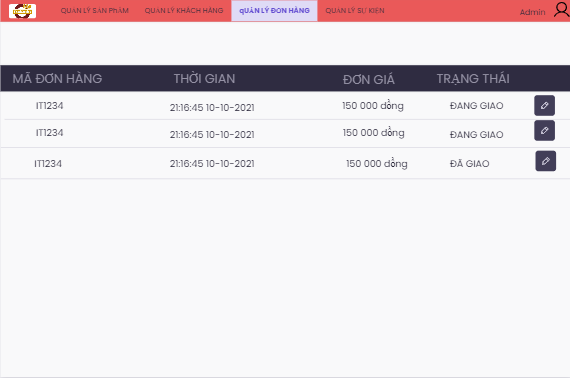 QUẢN LÝ SẢN PHẨM QUẢN LÝ KHÁCH HÀNG QUẢN LÝ ĐƠN HÀNG QUẢN LÝ SỰ KIỆN Admin
MÃ ĐƠN HÀNG THỜI GIAN ĐƠN GIÁ TRẠNG THÁI
IT1234 21:16:45 10-10-2021 150 000 đồng ĐANG GIAO
IT1234 21:16:45 10-10-2021 150 000 đồng ĐANG GIAO
IT1234 21:16:45 10-10-2021 150 000 đồng ĐÃ GIAO